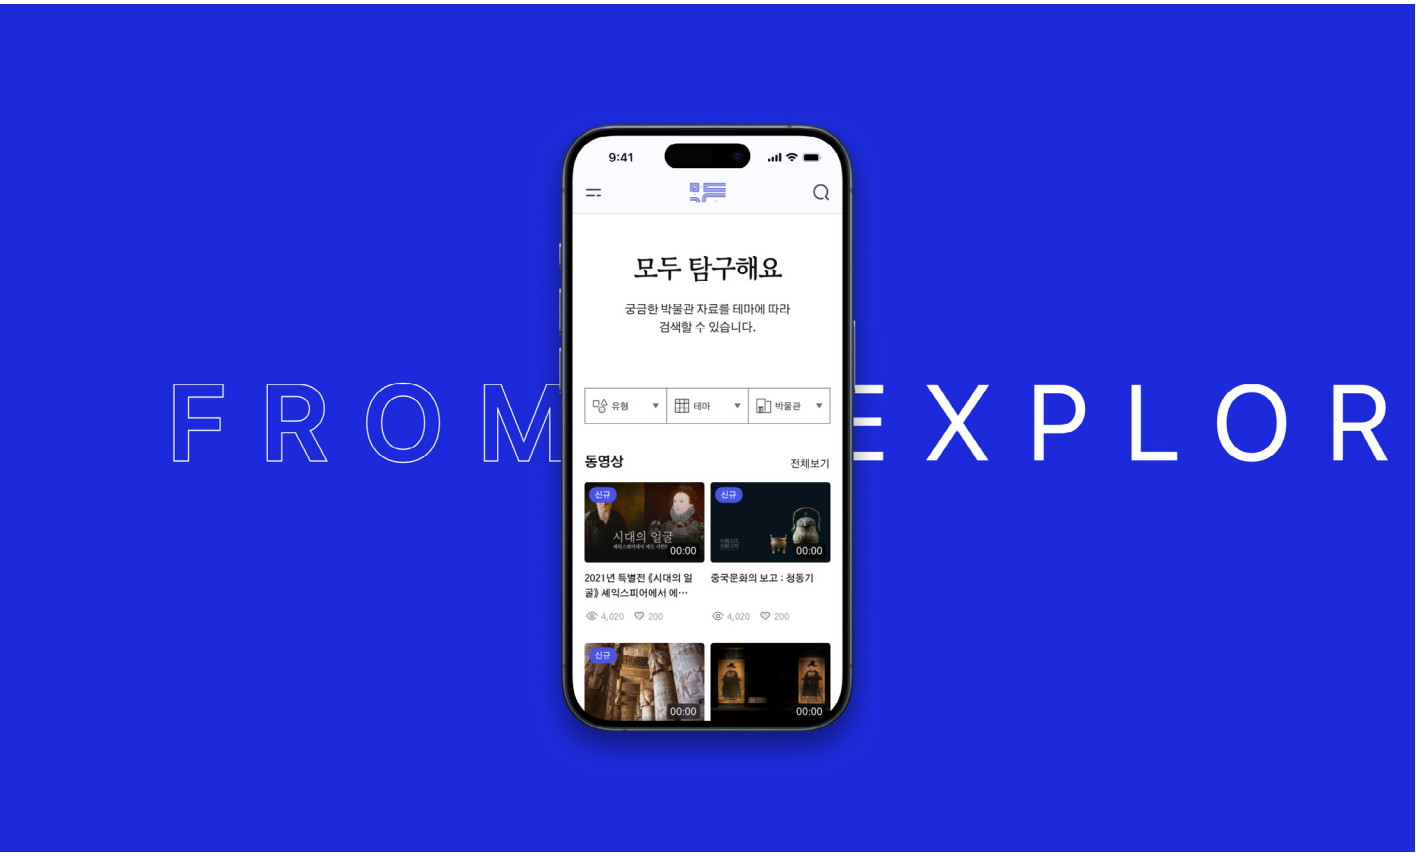 9:41
모두 탐구해요
궁금한 박물관 자료를 테마에 따라
검색할 수 있습니다.
FROM EXPLOR
유형 테마 박물관
동영상 전체보기
신규 신규
시대의 얼굴
00:00 00:00
2021년 특별전 《시대의 얼 중국문화의 보고 : 청동기
굴》 셰익스피어에서 에…
4,020 200 4,020 200
신규
00:00 00:00